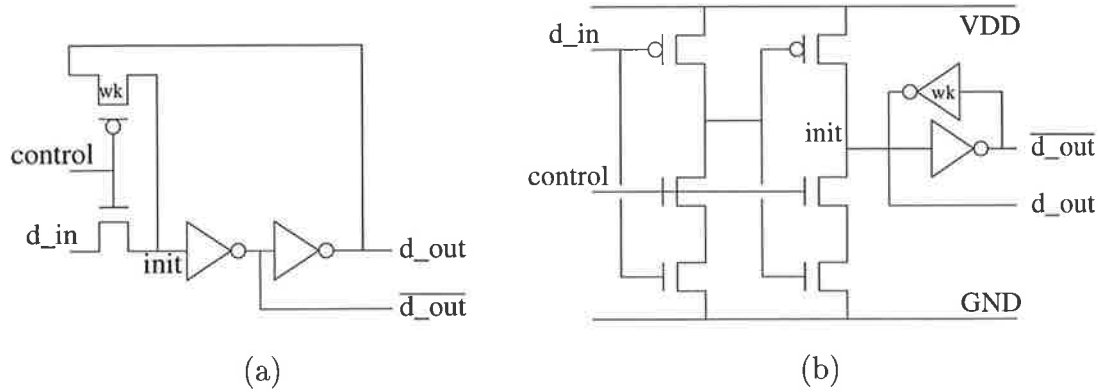 wk
control
d_in
init
d_out
d_out
(a)
d_in
VDD
wk
init
d_out
control
d_out
GND
(b)